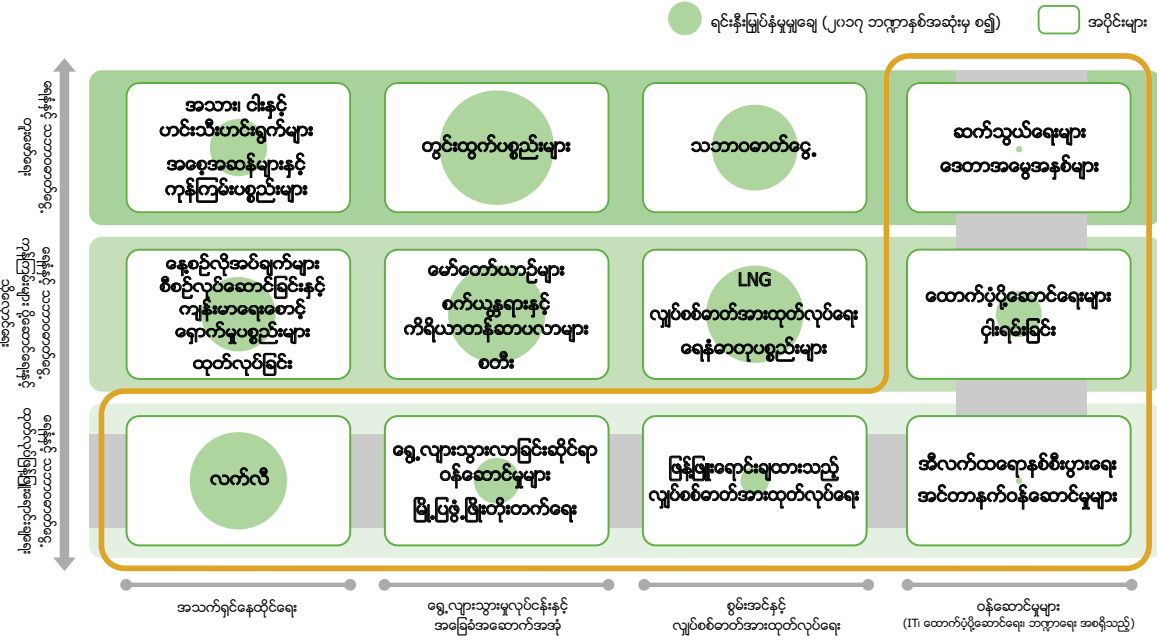 ရင်းနှီးမြှုပ်နှံမှုမျှချေ (၂၀၁၇ ဘဏ္ဍာနှစ်အဆုံးမှ စ၍)
အပိုင်းများ
အသား၊ ငါးနှင့်
ဟင်းသီးဟင်းရွက်များ
အစေ့အဆန်များနှင့်
ကုန်ကြမ်းပစ္စည်းများ
တွင်းထွက်ပစ္စည်းများ
သဘာဝဓာတ်ငွေ့
ဆက်သွယ်ရေးများ
ဒေတာအမွေအနှစ်များ
နေ့စဉ်လိုအပ်ချက်များ
စီစဉ်လုပ်ဆောင်ခြင်းနှင့်
ကျန်းမာရေးစောင့်
ရှောက်မှုပစ္စည်းများ
ထုတ်လုပ်ခြင်း
မော်တော်ယာဉ်များ
စက်ယန္တရားနှင့်
ကိရိယာတန်ဆာပလာများ
စတီး
LNG
လျှပ်စစ်ဓာတ်အားထုတ်လုပ်ရေး
ရေနံဓာတုပစ္စည်းများ
ထောက်ပံ့ပို့ဆောင်ရေးများ
ငှါးရမ်းခြင်း
လက်လီ
ရွေ့လျားသွားလာခြင်းဆိုင်ရာ
ဝန်ဆောင်မှုများ
မြို့ပြဖွံ့ဖြိုးတိုးတက်ရေး
ဖြန့်ဖြူးရောင်းချထားသည့်
လျှပ်စစ်ဓာတ်အားထုတ်လုပ်ရေး
အီလက်ထရောနစ်စီးပွားရေး
အင်တာနက်ဝန်ဆောင်မှုများ
အသက်ရှင်နေထိုင်ရေး
ရွေ့လျားသွားမှုလုပ်ငန်းနှင့်
အခြေခံအဆောက်အအုံ
စွမ်းအင်နှင့်
လျှပ်စစ်ဓာတ်အားထုတ်လုပ်ရေး
ဝန်ဆောင်မှုများ
(IT၊ ထောက်ပံ့ပို့ဆောင်ရေး၊ ဘဏ္ဍာရေး အစရှိသည့်)